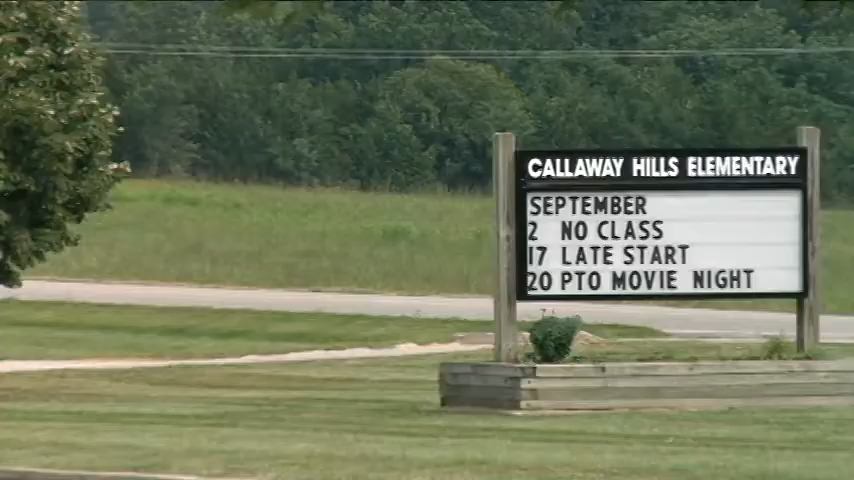 CALLAWAY HILLS ELEMENTARY
SEPTEMBER
2 NO CLASS
17 LATE START
20 PTO MOVIE NIGHT